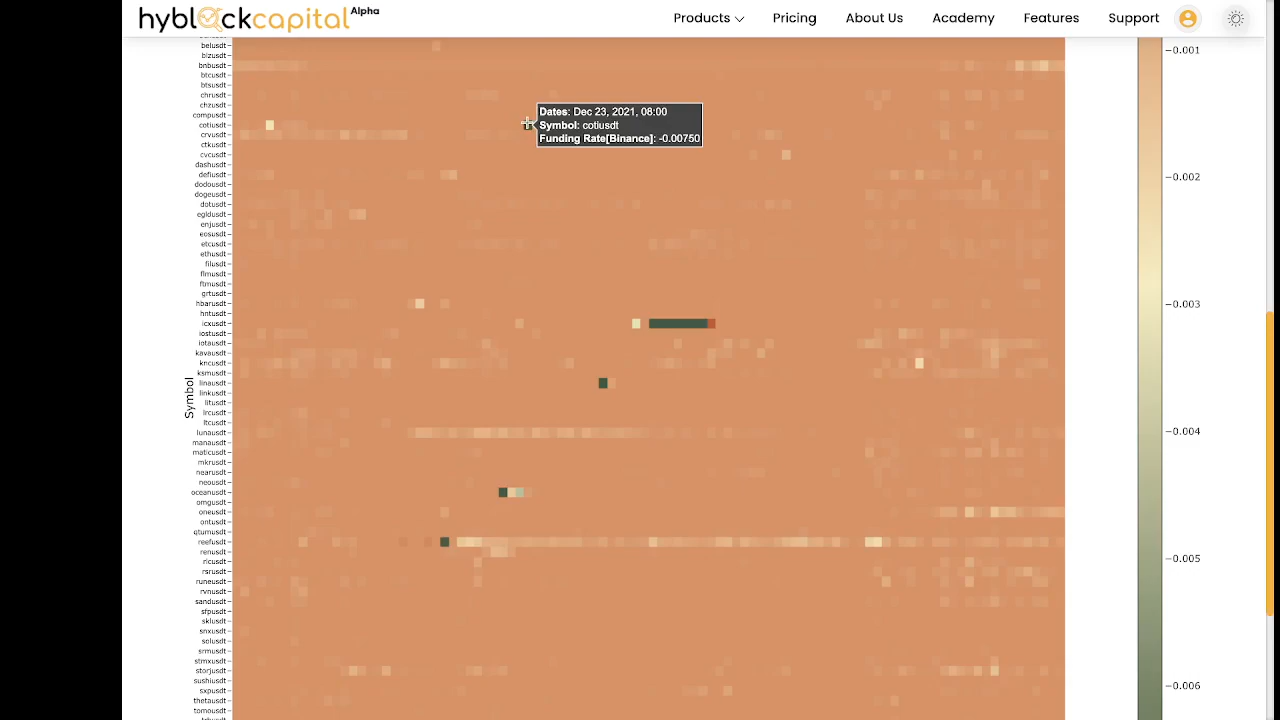 hyblockcapital Alpha
Products Pricing About Us Academy Features Support
belusdt
blzusdt
bnbusdt
btcusdt
btsusdt
chrusdt
chzusdt
compusdt
cotiusdt
crvusdt
ctkusdt
cvcusdt
dashusdt
defiusdt
dodousdt
dogeusdt
dotusdt
egldusdt
enjusdt
eosusdt
etcusdt
ethusdt
filusdt
flmusdt
ftmusdt
grtusdt
hbarusdt
hntusdt
icxusdt
iostusdt
iotausdt
kavausdt
kncusdt
ksmusdt
linausdt
linkusdt
litusdt
lrcusdt
ltcusdt
lunausdt
manausdt
maticusdt
mkrusdt
nearusdt
neousdt
oceanusdt
omgusdt
oneusdt
ontusdt
qtumusdt
reefusdt
renusdt
rlcusdt
rsrusdt
runeusdt
rvnusdt
sandusdt
sfpusdt
sklusdt
snxusdt
solusdt
srmusdt
stmxusdt
storjusdt
sushiusdt
sxpusdt
thetausdt
tomousdt
Symbol
Dates: Dec 23, 2021, 08:00
Symbol: cotiusdt
Funding Rate[Binance]: -0.00750
−0.001
−0.002
−0.003
−0.004
−0.005
−0.006